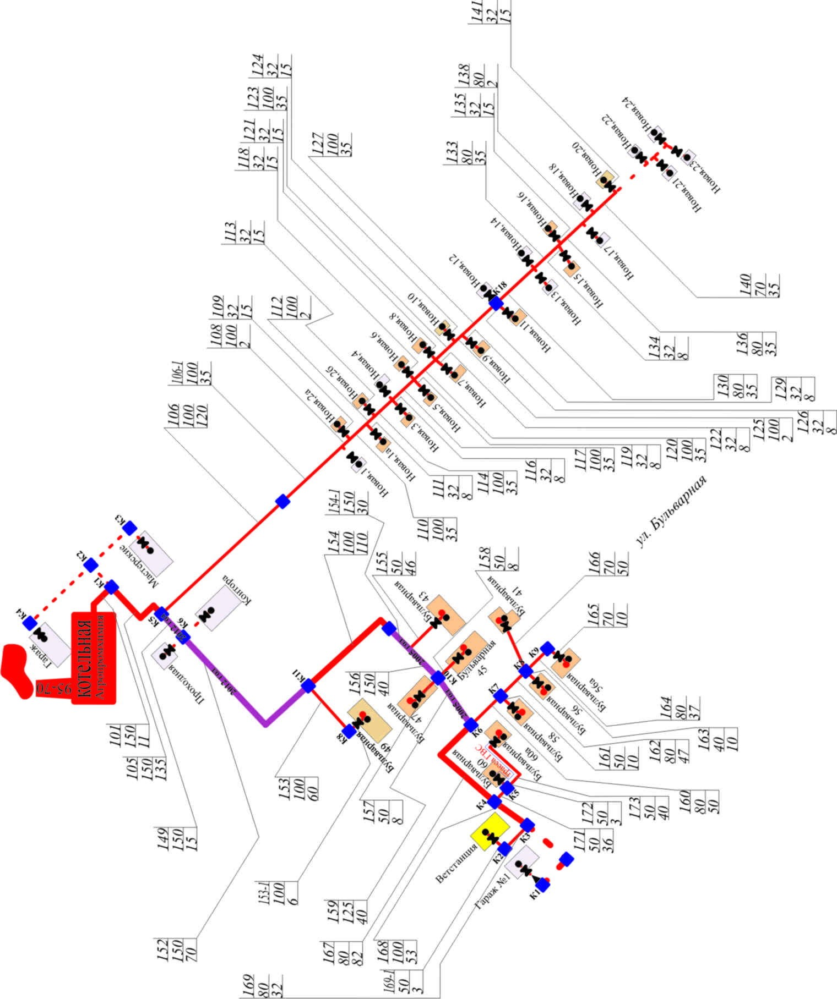 141
32
15
124
32
15
123
100
35
121
32
15
118
32
15
127
100
35
138
80
2
135
32
15
133
80
35
113
32
15
109
32
15
108
100
2
112
100
2
106-1
100
35
106
100
120
Новая,24
Новая,22
Новая,20
Новая,18
Новая,16
Новая,14
Новая,12
Новая,10
Новая,8
Новая,6
Новая,4
Новая,2б
Новая,2а
Новая,23
Новая,21
Новая,17
Новая,15
Новая,13
Новая,11
Новая,9
Новая,7
Новая,5
Новая,3
Новая,1а
Новая,1
К18
140
70
35
136
80
35
134
32
8
130
80
35
129
32
8
126
32
8
125
100
2
122
32
8
120
100
35
119
32
8
117
100
35
116
32
8
114
100
35
111
32
8
110
100
35
ул. Бульварная
154-1
150
30
154
100
110
155
50
46
158
50
8
166
70
50
165
70
10
К3
К2
К1
К4
К5
К6
Мастерские
Контора
Гараж
Проходная
95-70
КОТЕЛЬНАЯ
Агропромхимия
2012 год
2012 год
К11
2005 год
2005 год
Бульварная
43
Бульварная
41
Бульварная
45
Бульварная
47
Бульварная
49
К10
К8
К9
К8
К7
К6
Бульварная
56а
Бульварная
56
Бульварная
58
Бульварная
60а
Бульварная
60
трасса ГВС
К5
К4
К3
К2
К1
Ветстанция
Гараж №1
156
150
40
101
150
11
105
150
135
149
150
15
152
150
70
153
100
60
153-1
100
6
157
50
8
159
125
40
167
80
82
168
100
53
169-1
50
3
169
80
32
164
80
37
163
40
10
162
80
47
161
50
10
160
80
50
173
50
40
172
50
3
171
50
36